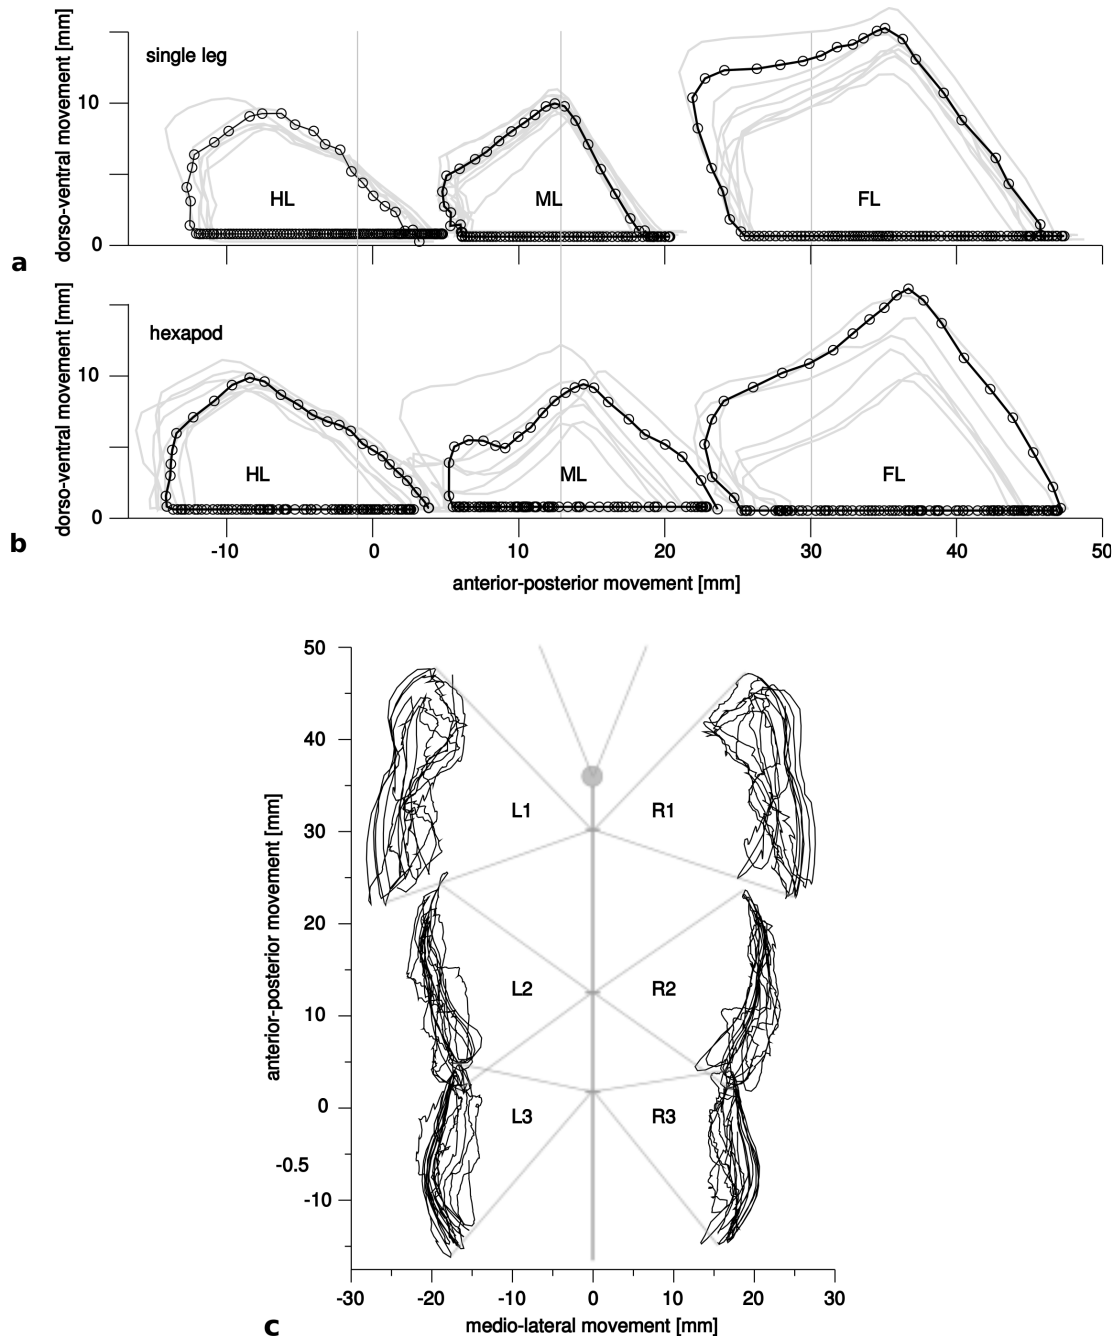 dorso-ventral movement [mm]
single leg
10
HL
ML
FL
0
a
dorso-ventral movement [mm]
hexapod
10
HL
ML
FL
0
b
-10
0
10
20
30
40
50
anterior-posterior movement [mm]
50
40
L1
R1
30
anterior-posterior movement [mm]
20
L2
R2
10
0
L3
R3
-0.5
-10
-30
-20
-10
0
10
20
30
c
medio-lateral movement [mm]